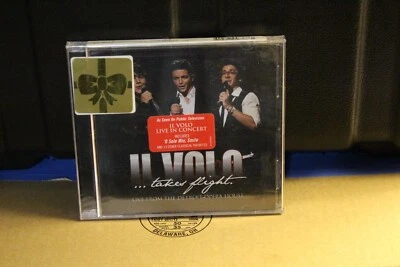 As Seen On Public Television
IL VOLO
LIVE IN CONCERT
INCLUDES
'O Sole Mio, Smile
IL VOLO
...takes flight.
LIVE FROM THE DETROIT OPERA HOUSE
50
DELAWARE, OH